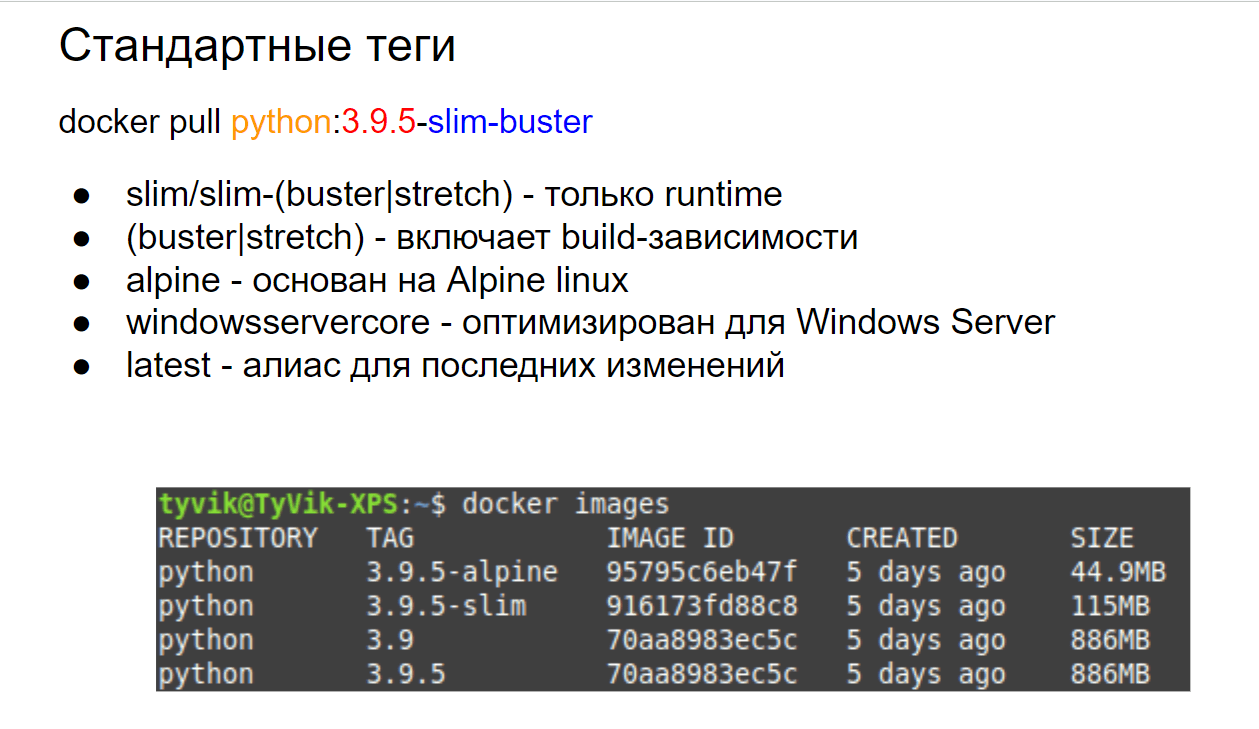 Стандартные теги
docker pull python:3.9.5-slim-buster
● slim/slim-(buster|stretch) - только runtime
● (buster|stretch) - включает build-зависимости
● alpine - основан на Alpine linux
● windowsservercore - оптимизирован для Windows Server
● latest - алиас для последних изменений
tyvik@TyVik-XPS:~$ docker images
REPOSITORY TAG IMAGE ID CREATED SIZE
python 3.9.5-alpine 95795c6eb47f 5 days ago 44.9MB
python 3.9.5-slim 916173fd88c8 5 days ago 115MB
python 3.9 70aa8983ec5c 5 days ago 886MB
python 3.9.5 70aa8983ec5c 5 days ago 886MB